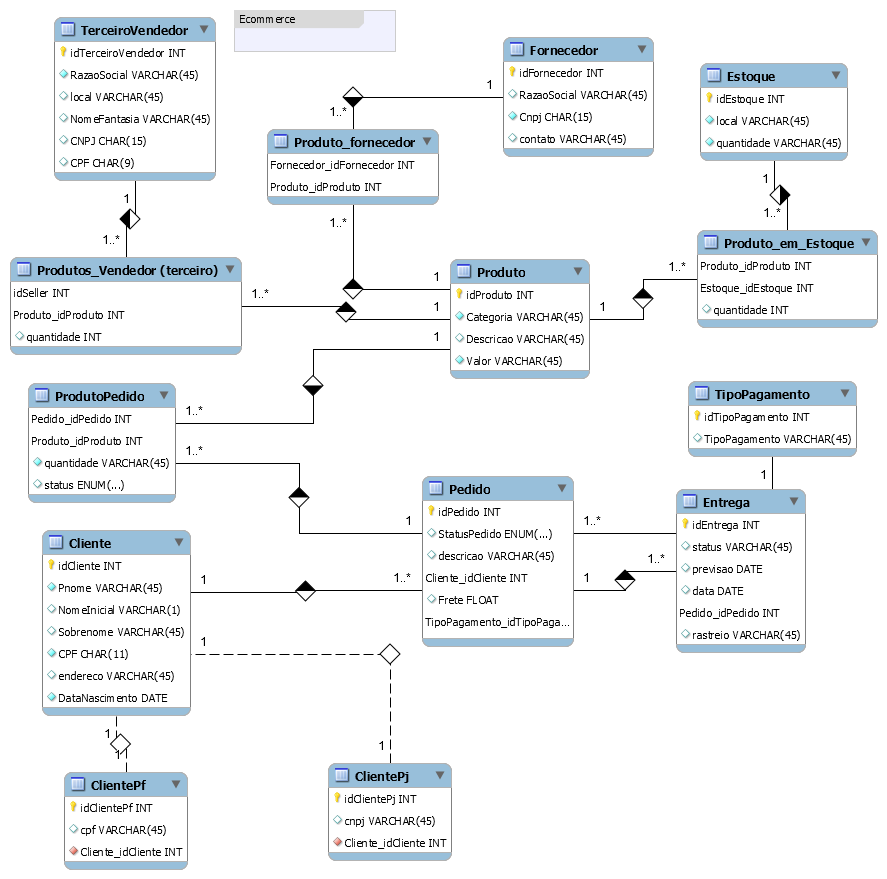 Ecommerce
TerceiroVendedor
idTerceiroVendedor INT
RazaoSocial VARCHAR(45)
local VARCHAR(45)
NomeFantasia VARCHAR(45)
CNPJ CHAR(15)
CPF CHAR(9)
1
1..*
Fornecedor
idFornecedor INT
RazaoSocial VARCHAR(45)
Cnpj CHAR(15)
contato VARCHAR(45)
1
1..*
Estoque
idEstoque INT
local VARCHAR(45)
quantidade VARCHAR(45)
1
1..*
Produto_fornecedor
Fornecedor_idFornecedor INT
Produto_idProduto INT
1..*
1
Produtos_Vendedor (terceiro)
idSeller INT
Produto_idProduto INT
quantidade INT
1..*
1
Produto
idProduto INT
Categoria VARCHAR(45)
Descricao VARCHAR(45)
Valor VARCHAR(45)
1
1..*
Produto_em_Estoque
Produto_idProduto INT
Estoque_idEstoque INT
quantidade INT
1
1..*
ProdutoPedido
Pedido_idPedido INT
Produto_idProduto INT
quantidade VARCHAR(45)
status ENUM(...)
1..*
1
TipoPagamento
idTipoPagamento INT
TipoPagamento VARCHAR(45)
1
Pedido
idPedido INT
StatusPedido ENUM(...)
descricao VARCHAR(45)
Cliente_idCliente INT
Frete FLOAT
TipoPagamento_idTipoPaga...
1..*
1
1..*
Entrega
idEntrega INT
status VARCHAR(45)
previsao DATE
data DATE
Pedido_idPedido INT
rastreio VARCHAR(45)
Cliente
idCliente INT
Pnome VARCHAR(45)
NomeInicial VARCHAR(1)
Sobrenome VARCHAR(45)
CPF CHAR(11)
endereco VARCHAR(45)
DataNascimento DATE
1
1..*
1
1
1
1
ClientePf
idClientePf INT
cpf VARCHAR(45)
Cliente_idCliente INT
ClientePj
idClientePj INT
cnpj VARCHAR(45)
Cliente_idCliente INT